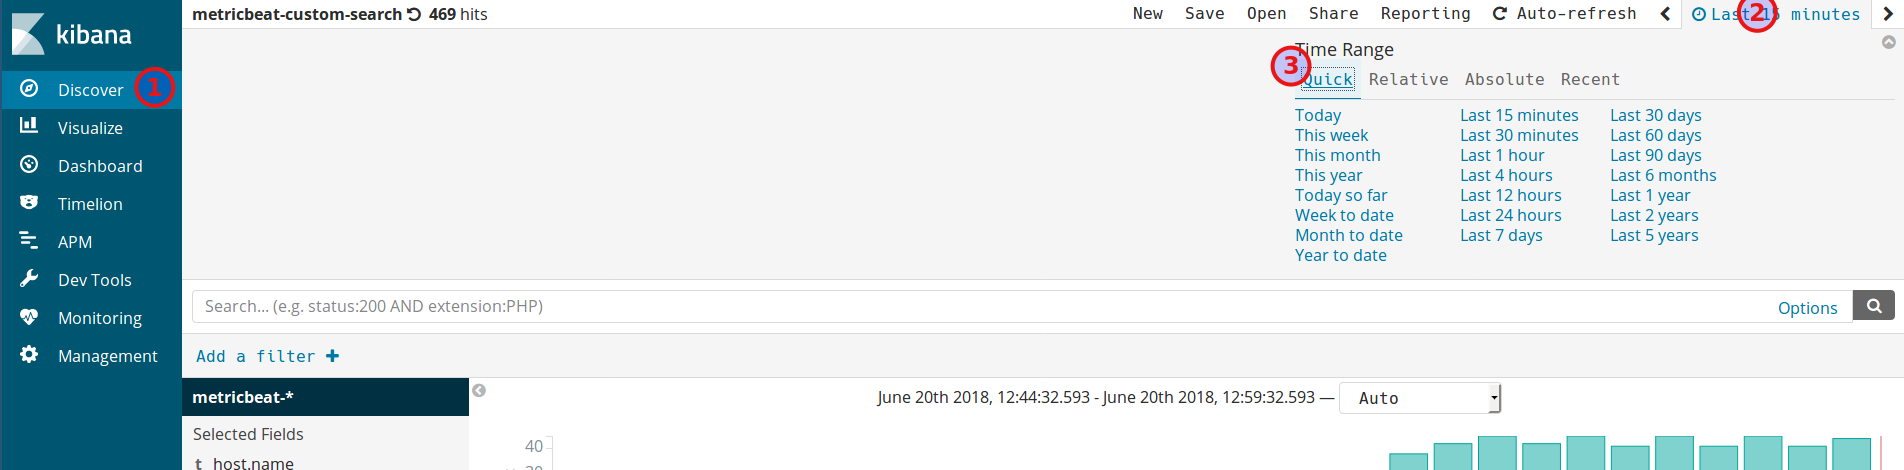 kibana
Discover 1
Visualize
Dashboard
Timelion
APM
Dev Tools
Monitoring
Management
metricbeat-custom-search 469 hits
New Save Open Share Reporting Auto-refresh Last 15 minutes
2
Time Range
3
Quick Relative Absolute Recent
Today Last 15 minutes Last 30 days
This week Last 30 minutes Last 60 days
This month Last 1 hour Last 90 days
This year Last 4 hours Last 6 months
Today so far Last 12 hours Last 1 year
Week to date Last 24 hours Last 2 years
Month to date Last 7 days Last 5 years
Year to date
Search... (e.g. status:200 AND extension:PHP) Options
Add a filter +
metricbeat-*
June 20th 2018, 12:44:32.593 - June 20th 2018, 12:59:32.593 — Auto
Selected Fields
40
t host.name